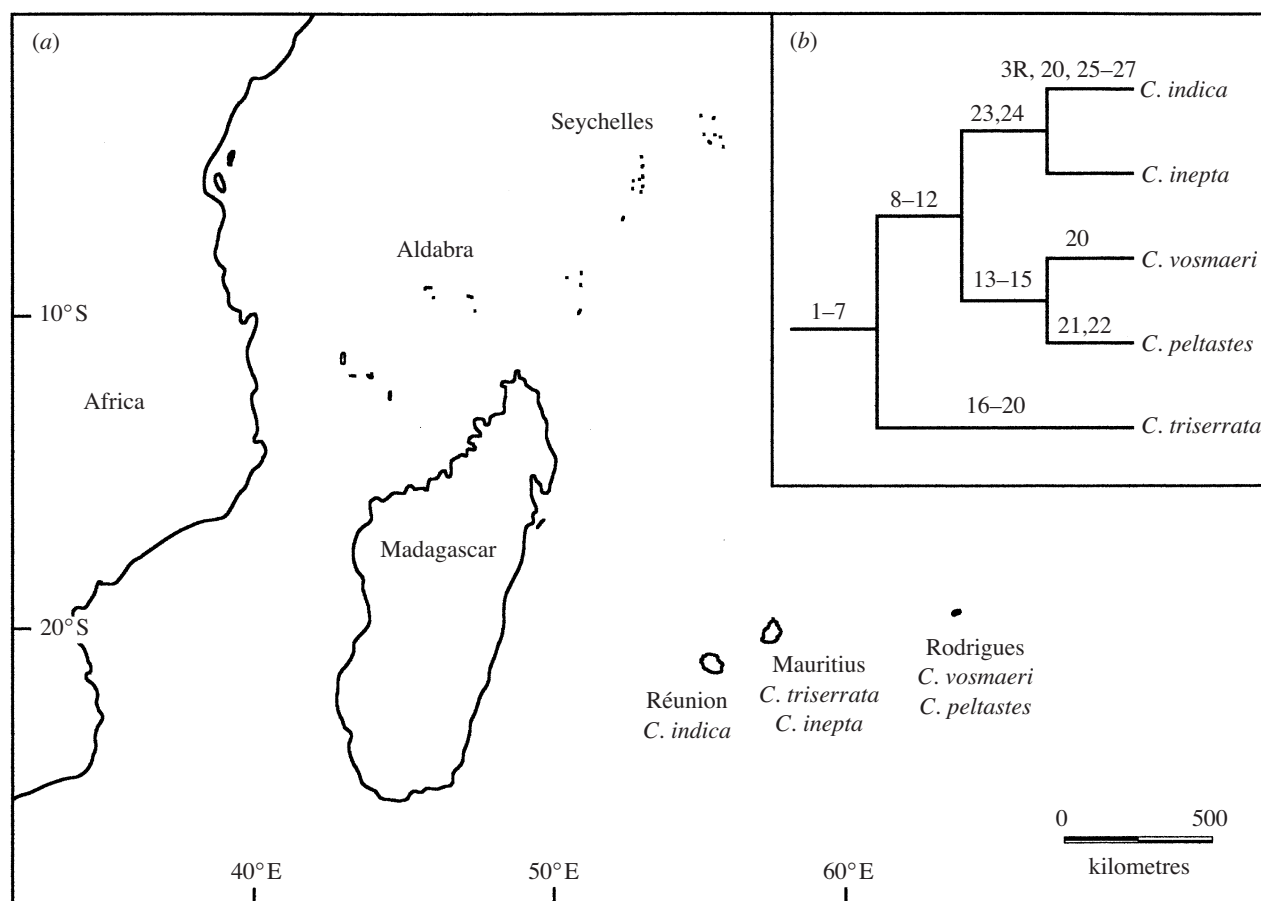 (a)
Seychelles
Aldabra
10°S
Africa
Madagascar
20°S
Réunion
C. indica
Mauritius
C. triserrata
C. inepta
Rodrigues
C. vosmaeri
C. peltastes
0 500
kilometres
40°E 50°E 60°E
(b)
3R, 20, 25–27
C. indica
23,24
C. inepta
8–12
20
C. vosmaeri
13–15
1–7
21,22
C. peltastes
16–20
C. triserrata